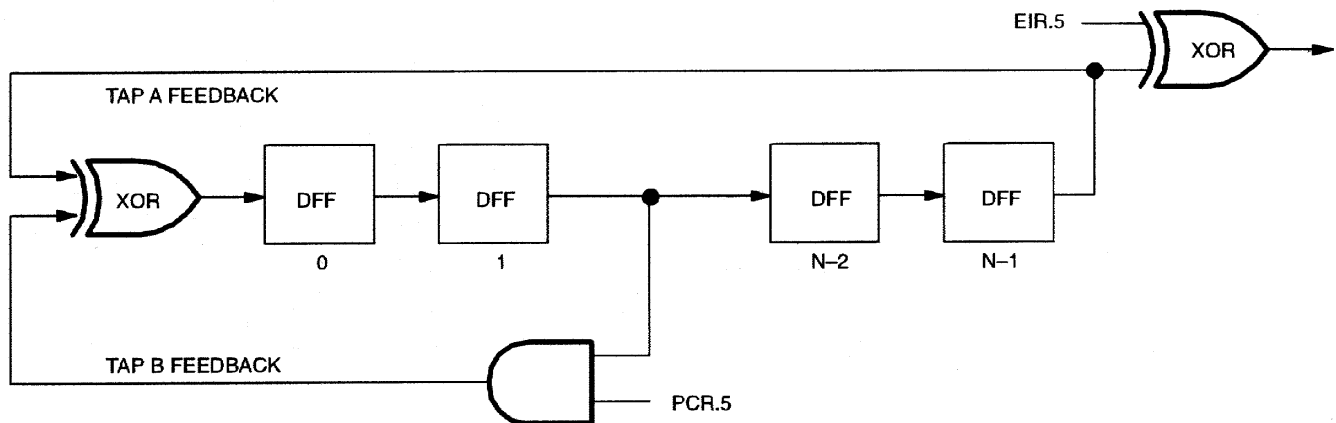 EIR.5
XOR
TAP A FEEDBACK
XOR
DFF
DFF
DFF
DFF
0
1
N–2
N–1
TAP B FEEDBACK
PCR.5